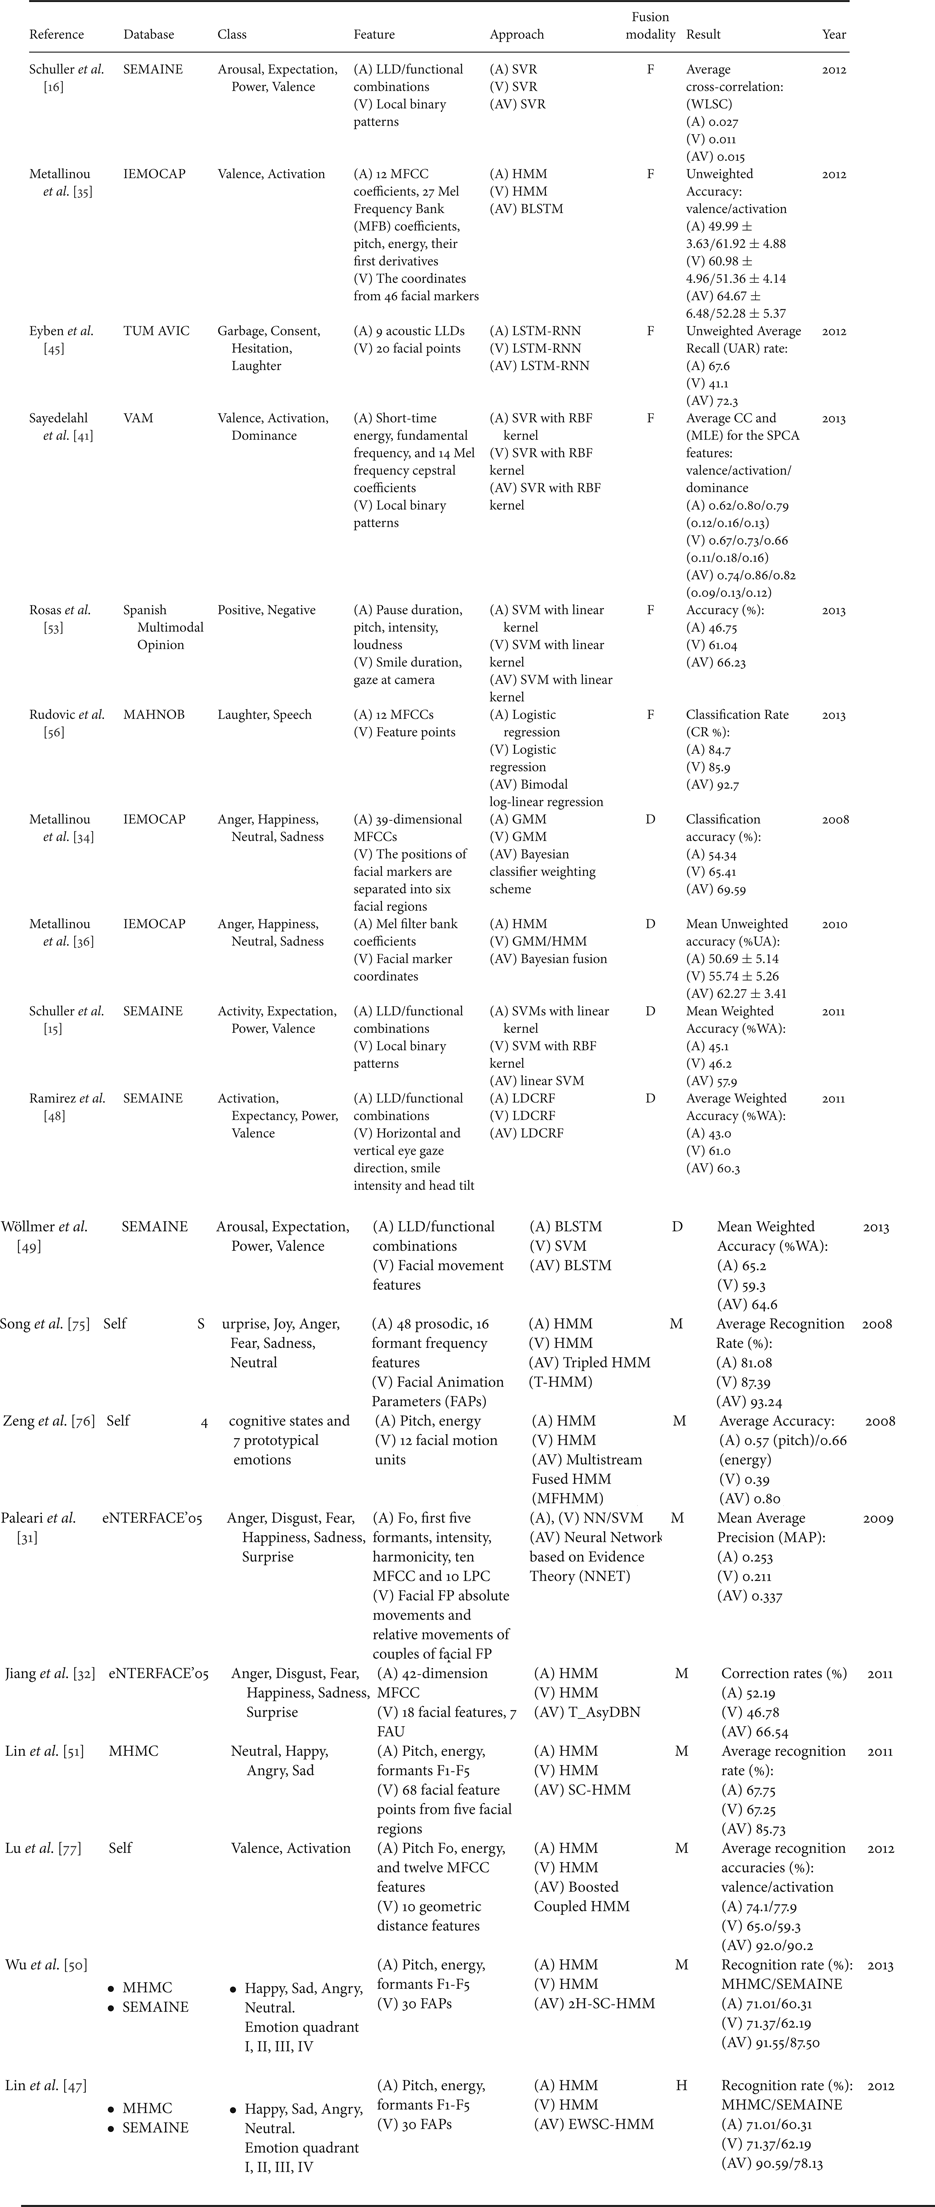 Reference Database Class Feature Approach Fusion modality Result Year
Schuller et al. [16] SEMAINE Arousal, Expectation, Power, Valence (A) LLD/functional combinations (V) Local binary patterns (A) SVR (V) SVR (AV) SVR F Average cross-correlation: (WLSC) (A) 0.027 (V) 0.011 (AV) 0.015 2012
Metallinou et al. [35] IEMOCAP Valence, Activation (A) 12 MFCC coefficients, 27 Mel Frequency Bank (MFB) coefficients, pitch, energy, their first derivatives (V) The coordinates from 46 facial markers (A) HMM (V) HMM (AV) BLSTM F Unweighted Accuracy: valence/activation (A) 49.99 ± 3.63/61.92 ± 4.88 (V) 60.98 ± 4.96/51.36 ± 4.14 (AV) 64.67 ± 6.48/52.28 ± 5.37 2012
Eyben et al. [45] TUM AVIC Garbage, Consent, Hesitation, Laughter (A) 9 acoustic LLDs (V) 20 facial points (A) LSTM-RNN (V) LSTM-RNN (AV) LSTM-RNN F Unweighted Average Recall (UAR) rate: (A) 67.6 (V) 41.1 (AV) 72.3 2012
Sayedelahl et al. [41] VAM Valence, Activation, Dominance (A) Short-time energy, fundamental frequency, and 14 Mel frequency cepstral coefficients (V) Local binary patterns (A) SVR with RBF kernel (V) SVR with RBF kernel (AV) SVR with RBF kernel F Average CC and (MLE) for the SPCA features: valence/activation/ dominance (A) 0.62/0.80/0.79 (0.12/0.16/0.13) (V) 0.67/0.73/0.66 (0.11/0.18/0.16) (AV) 0.74/0.86/0.82 (0.09/0.13/0.12) 2013
Rosas et al. [53] Spanish Multimodal Opinion Positive, Negative (A) Pause duration, pitch, intensity, loudness (V) Smile duration, gaze at camera (A) SVM with linear kernel (V) SVM with linear kernel (AV) SVM with linear kernel F Accuracy (%): (A) 46.75 (V) 61.04 (AV) 66.23 2013
Rudovic et al. [56] MAHNOB Laughter, Speech (A) 12 MFCCs (V) Feature points (A) Logistic regression (V) Logistic regression (AV) Bimodal log-linear regression F Classification Rate (CR %): (A) 84.7 (V) 85.9 (AV) 92.7 2013
Metallinou et al. [34] IEMOCAP Anger, Happiness, Neutral, Sadness (A) 39-dimensional MFCCs (V) The positions of facial markers are separated into six facial regions (A) GMM (V) GMM (AV) Bayesian classifier weighting scheme D Classification accuracy (%): (A) 54.34 (V) 65.41 (AV) 69.59 2008
Metallinou et al. [36] IEMOCAP Anger, Happiness, Neutral, Sadness (A) Mel filter bank coefficients (V) Facial marker coordinates (A) HMM (V) GMM/HMM (AV) Bayesian fusion D Mean Unweighted accuracy (%UA): (A) 50.69 ± 5.14 (V) 55.74 ± 5.26 (AV) 62.27 ± 3.41 2010
Schuller et al. [15] SEMAINE Activity, Expectation, Power, Valence (A) LLD/functional combinations (V) Local binary patterns (A) SVMs with linear kernel (V) SVM with RBF kernel (AV) linear SVM D Mean Weighted Accuracy (%WA): (A) 45.1 (V) 46.2 (AV) 57.9 2011
Ramirez et al. [48] SEMAINE Activation, Expectancy, Power, Valence (A) LLD/functional combinations (V) Horizontal and vertical eye gaze direction, smile intensity and head tilt (A) LDCRF (V) LDCRF (AV) LDCRF D Average Weighted Accuracy (%WA): (A) 43.0 (V) 61.0 (AV) 60.3 2011
Wöllmer et al. [49] SEMAINE Arousal, Expectation, Power, Valence (A) LLD/functional combinations (V) Facial movement features (A) BLSTM (V) SVM (AV) BLSTM D Mean Weighted Accuracy (%WA): (A) 65.2 (V) 59.3 (AV) 64.6 2013
Song et al. [75] Self S urprise, Joy, Anger, Fear, Sadness, Neutral (A) 48 prosodic, 16 formant frequency features (V) Facial Animation Parameters (FAPs) (A) HMM (V) HMM (AV) Tripled HMM (T-HMM) M Average Recognition Rate (%): (A) 81.08 (V) 87.39 (AV) 93.24 2008
Zeng et al. [76] Self 4 cognitive states and 7 prototypical emotions (A) Pitch, energy (V) 12 facial motion units (A) HMM (V) HMM (AV) Multistream Fused HMM (MFHMM) M Average Accuracy: (A) 0.57 (pitch)/0.66 (energy) (V) 0.39 (AV) 0.80 2008
Paleari et al. [31] eNTERFACE'05 Anger, Disgust, Fear, Happiness, Sadness, Surprise (A) F0, first five formants, intensity, harmonicity, ten MFCC and 10 LPC (V) Facial FP absolute movements and relative movements of couples of facial FP (A), (V) NN/SVM (AV) Neural Network based on Evidence Theory (NNET) M Mean Average Precision (MAP): (A) 0.253 (V) 0.211 (AV) 0.337 2009
Jiang et al. [32] eNTERFACE'05 Anger, Disgust, Fear, Happiness, Sadness, Surprise (A) 42-dimension MFCC (V) 18 facial features, 7 FAU (A) HMM (V) HMM (AV) T_AsyDBN M Correction rates (%) (A) 52.19 (V) 46.78 (AV) 66.54 2011
Lin et al. [51] MHMC Neutral, Happy, Angry, Sad (A) Pitch, energy, formants F1-F5 (V) 68 facial feature points from five facial regions (A) HMM (V) HMM (AV) SC-HMM M Average recognition rate (%): (A) 67.75 (V) 67.25 (AV) 85.73 2011
Lu et al. [77] Self Valence, Activation (A) Pitch F0, energy, and twelve MFCC features (V) 10 geometric distance features (A) HMM (V) HMM (AV) Boosted Coupled HMM M Average recognition accuracies (%): valence/activation (A) 74.1/77.9 (V) 65.0/59.3 (AV) 92.0/90.2 2012
Wu et al. [50] • MHMC • SEMAINE • Happy, Sad, Angry, Neutral. Emotion quadrant I, II, III, IV (A) Pitch, energy, formants F1-F5 (V) 30 FAPs (A) HMM (V) HMM (AV) 2H-SC-HMM M Recognition rate (%): MHMC/SEMAINE (A) 71.01/60.31 (V) 71.37/62.19 (AV) 91.55/87.50 2013
Lin et al. [47] • MHMC • SEMAINE • Happy, Sad, Angry, Neutral. Emotion quadrant I, II, III, IV (A) Pitch, energy, formants F1-F5 (V) 30 FAPs (A) HMM (V) HMM (AV) EWSC-HMM H Recognition rate (%): MHMC/SEMAINE (A) 71.01/60.31 (V) 71.37/62.19 (AV) 90.59/78.13 2012